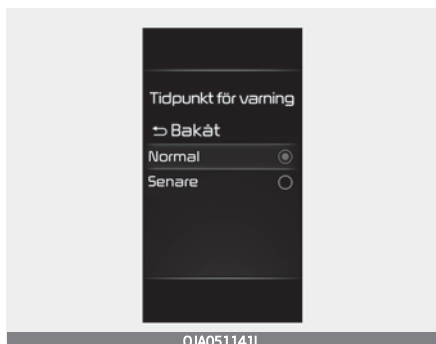 Tidpunkt för varning
Bakåt
Normal
Senare
OJA051141L